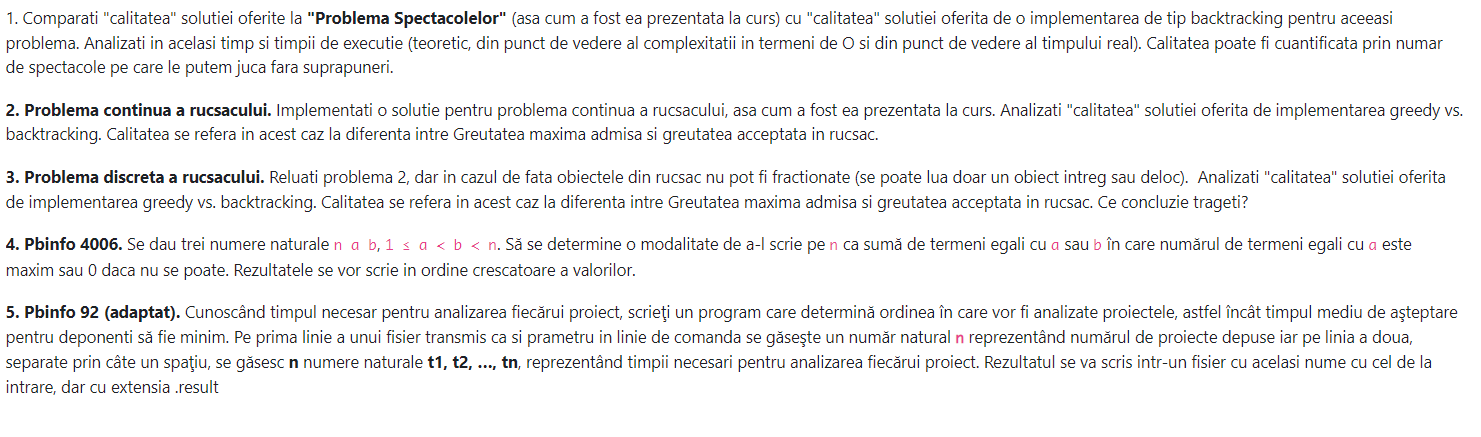 1. Comparati "calitatea" solutiei oferite la "Problema Spectacolelor" (asa cum a fost ea prezentata la curs) cu "calitatea" solutiei oferita de o implementarea de tip backtracking pentru aceeasi
problema. Analizati in acelasi timp si timpii de executie (teoretic, din punct de vedere al complexitatii in termeni de O si din punct de vedere al timpului real). Calitatea poate fi cuantificata prin numar
de spectacole pe care le putem juca fara suprapuneri.
2. Problema continua a rucsacului. Implementati o solutie pentru problema continua a rucsacului, asa cum a fost ea prezentata la curs. Analizati "calitatea" solutiei oferita de implementarea greedy vs.
backtracking. Calitatea se refera in acest caz la diferenta intre Greutatea maxima admisa si greutatea acceptata in rucsac.
3. Problema discreta a rucsacului. Reluati problema 2, dar in cazul de fata obiectele din rucsac nu pot fi fractionate (se poate lua doar un obiect intreg sau deloc). Analizati "calitatea" solutiei oferita
de implementarea greedy vs. backtracking. Calitatea se refera in acest caz la diferenta intre Greutatea maxima admisa si greutatea acceptata in rucsac. Ce concluzie trageti?
4. Pbinfo 4006. Se dau trei numere naturale n a b, 1 ≤ a < b < n. Să se determine o modalitate de a-l scrie pe n ca sumă de termeni egali cu a sau b în care numărul de termeni egali cu a este
maxim sau 0 daca nu se poate. Rezultatele se vor scrie in ordine crescatoare a valorilor.
5. Pbinfo 92 (adaptat). Cunoscând timpul necesar pentru analizarea fiecărui proiect, scrieţi un program care determină ordinea în care vor fi analizate proiectele, astfel încât timpul mediu de aşteptare
pentru deponenti să fie minim. Pe prima linie a unui fisier transmis ca si prametru in linie de comanda se găseşte un număr natural n reprezentând numărul de proiecte depuse iar pe linia a doua,
separate prin câte un spaţiu, se găsesc n numere naturale t1, t2, ..., tn, reprezentând timpii necesari pentru analizarea fiecărui proiect. Rezultatul se va scris intr-un fisier cu acelasi nume cu cel de la
intrare, dar cu extensia .result